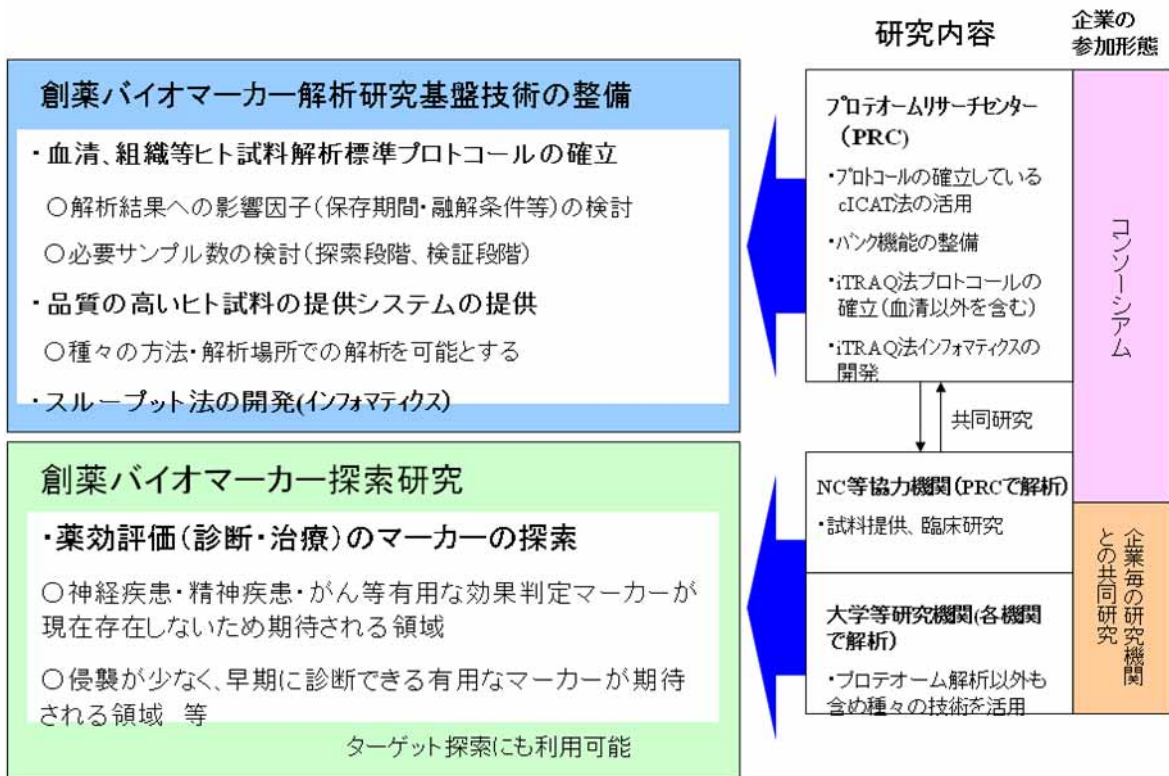 研究内容
企業の
参加形態
創薬バイオマーカー解析研究基盤技術の整備
・血清、組織等ヒト試料解析標準プロトコールの確立
○解析結果への影響因子(保存期間・融解条件等)の検討
○必要サンプル数の検討(探索段階、検証段階)
・品質の高いヒト試料の提供システムの提供
○種々の方法・解析場所での解析を可能とする
・スループット法の開発(インフォマティクス)
プロテオームリサーチセンター
(PRC)
・プロトコールの確立している
cICAT法の活用
・バンク機能の整備
・iTRAQ法プロトコールの
確立(血清以外を含む)
・iTRAQ法インフォマティクスの
開発
コンソーシアム
共同研究
創薬バイオマーカー探索研究
・薬効評価(診断・治療)のマーカーの探索
○神経疾患・精神疾患・がん等有用な効果判定マーカーが
現在存在しないため期待される領域
○侵襲が少なく、早期に診断できる有用なマーカーが期待
される領域 等
ターゲット探索にも利用可能
NC等協力機関(PRCで解析)
・試料提供、臨床研究
大学等研究機関(各機関
で解析)
・プロテオーム解析以外も
含め種々の技術を活用
企業毎の研究機関
との共同研究